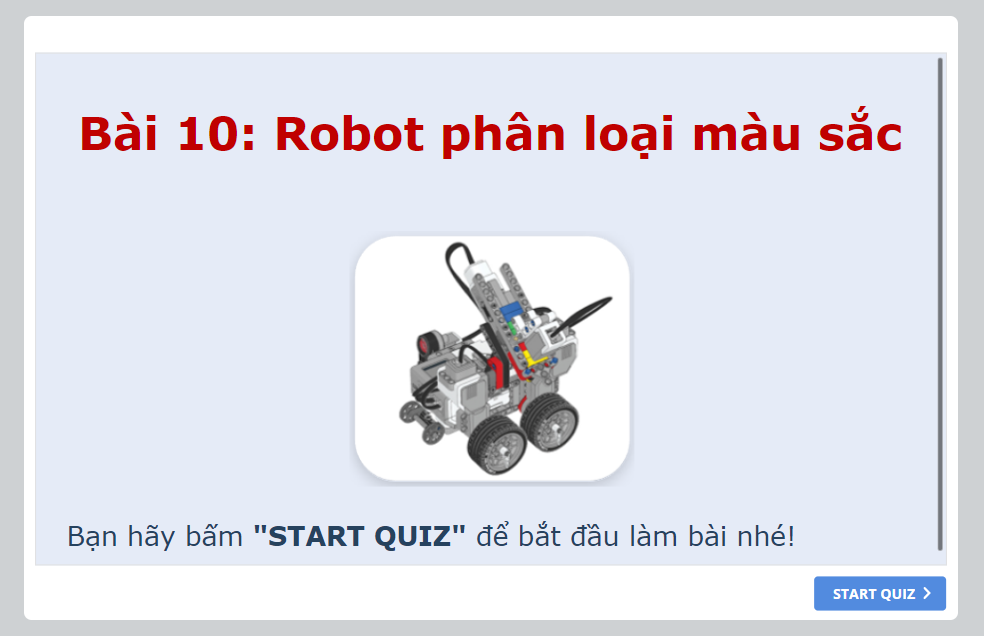 Bài 10: Robot phân loại màu sắc
Bạn hãy bấm "START QUIZ" để bắt đầu làm bài nhé!
START QUIZ